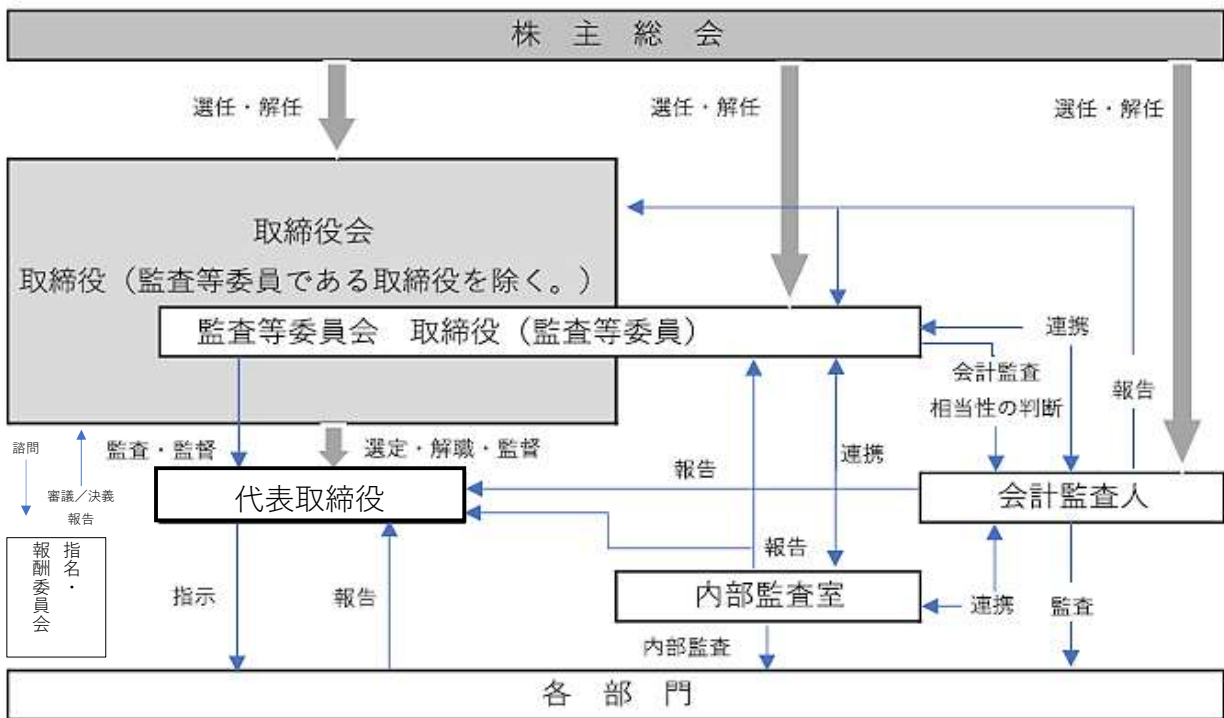 株 主 総 会
選任・解任
選任・解任
選任・解任
取締役会
取締役（監査等委員である取締役を除く。）
監査等委員会　取締役（監査等委員）
連携
会計監査
相当性の判断
報告
諮問
審議／決義
報告
監査・監督
選定・解職・監督
報告
連携
代表取締役
会計監査人
指名・
報酬委員会
指示
報告
報告
内部監査室
連携
監査
内部監査
各 部 門